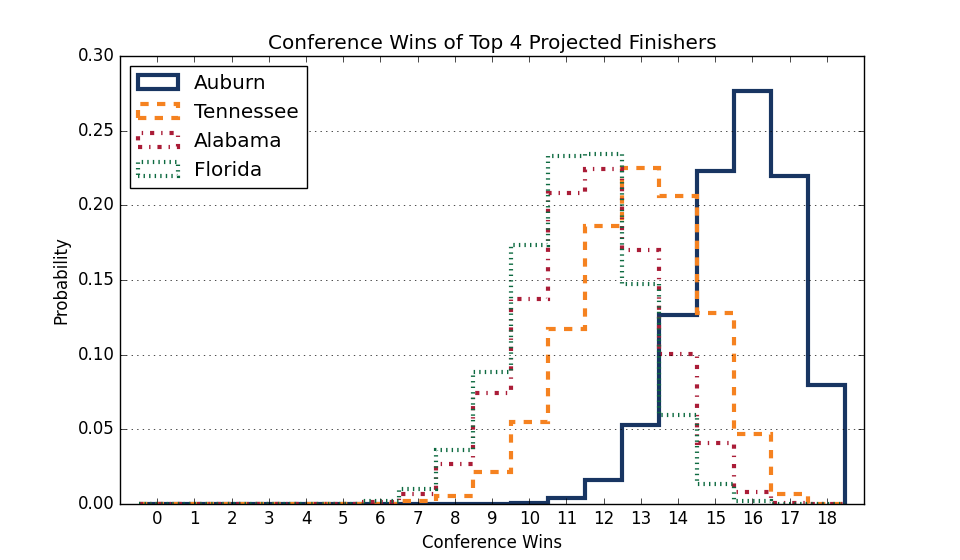 Conference Wins of Top 4 Projected Finishers
0.30
0.25
0.20
0.15
0.10
0.05
0.00
Probability
Auburn
Tennessee
Alabama
Florida
0 1 2 3 4 5 6 7 8 9 10 11 12 13 14 15 16 17 18
Conference Wins